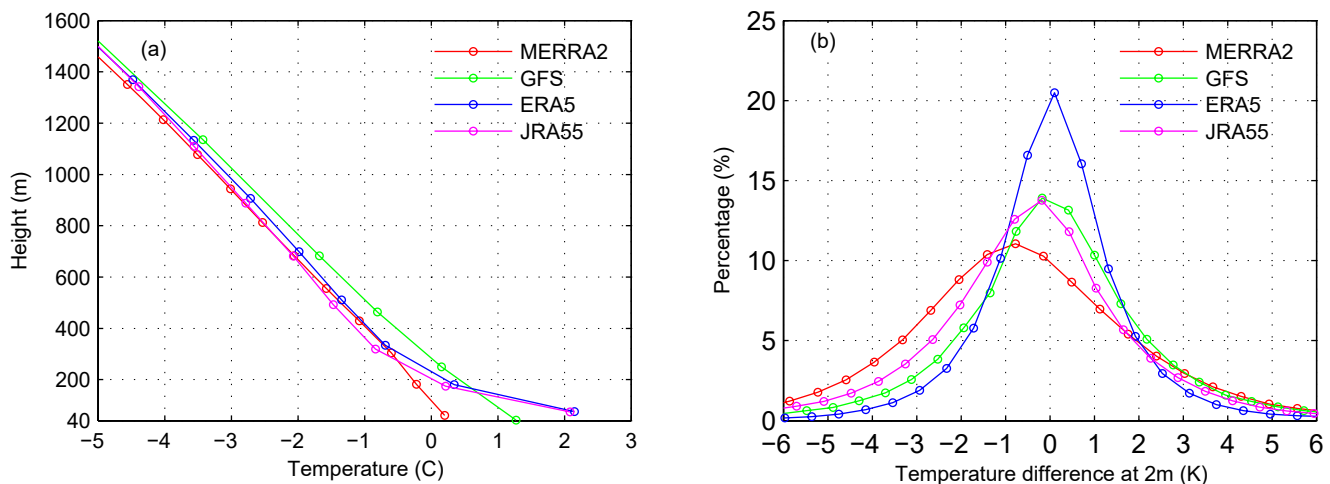 (a)
MERRA2
GFS
ERA5
JRA55
1600
1400
1200
1000
800
600
400
200
40
Height (m)
−5
−4
−3
−2
−1
0
1
2
3
Temperature (C)
(b)
MERRA2
GFS
ERA5
JRA55
25
20
15
10
5
0
Percentage (%)
−6
−5
−4
−3
−2
−1
0
1
2
3
4
5
6
Temperature difference at 2m (K)